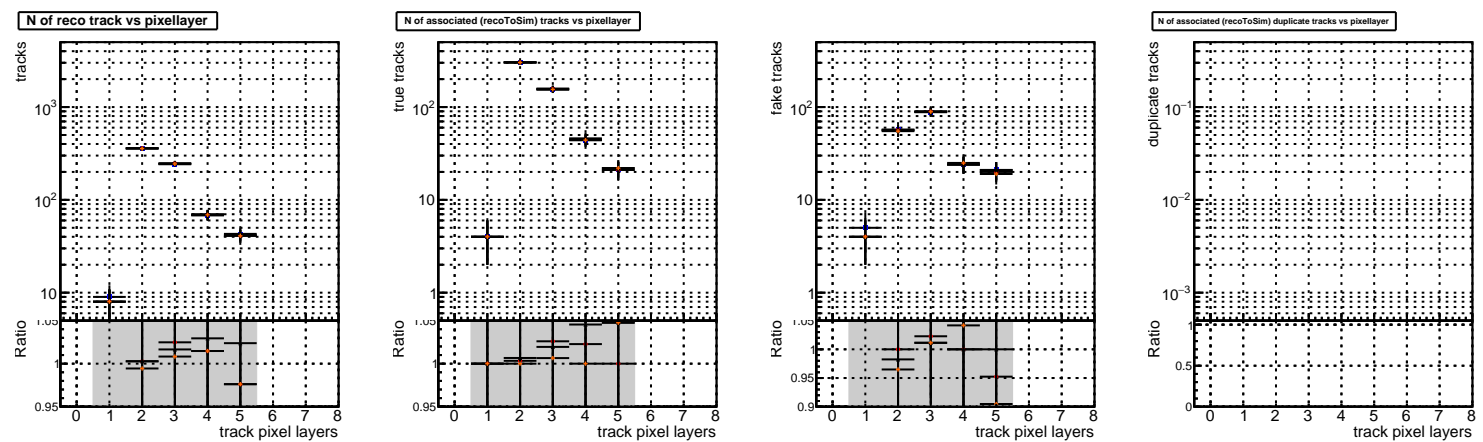 N of reco track vs pixellayer
tracks
10³
10²
10
Ratio
1.05
1
0.95
0 1 2 3 4 5 6 7 8
track pixel layers
N of associated (recoToSim) tracks vs pixellayer
true tracks
10²
10
1
Ratio
1.05
1
0.95
0 1 2 3 4 5 6 7 8
track pixel layers
fake tracks
10²
10
1
Ratio
1.05
1
0.95
0.9
0 1 2 3 4 5 6 7 8
track pixel layers
N of associated (recoToSim) duplicate tracks vs pixellayer
duplicate tracks
10⁻¹
10⁻²
10⁻³
Ratio
1
0.5
0
0 1 2 3 4 5 6 7 8
track pixel layers